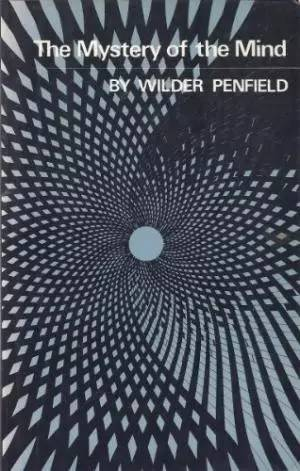 The Mystery of the Mind
BY WILDER PENFIELD